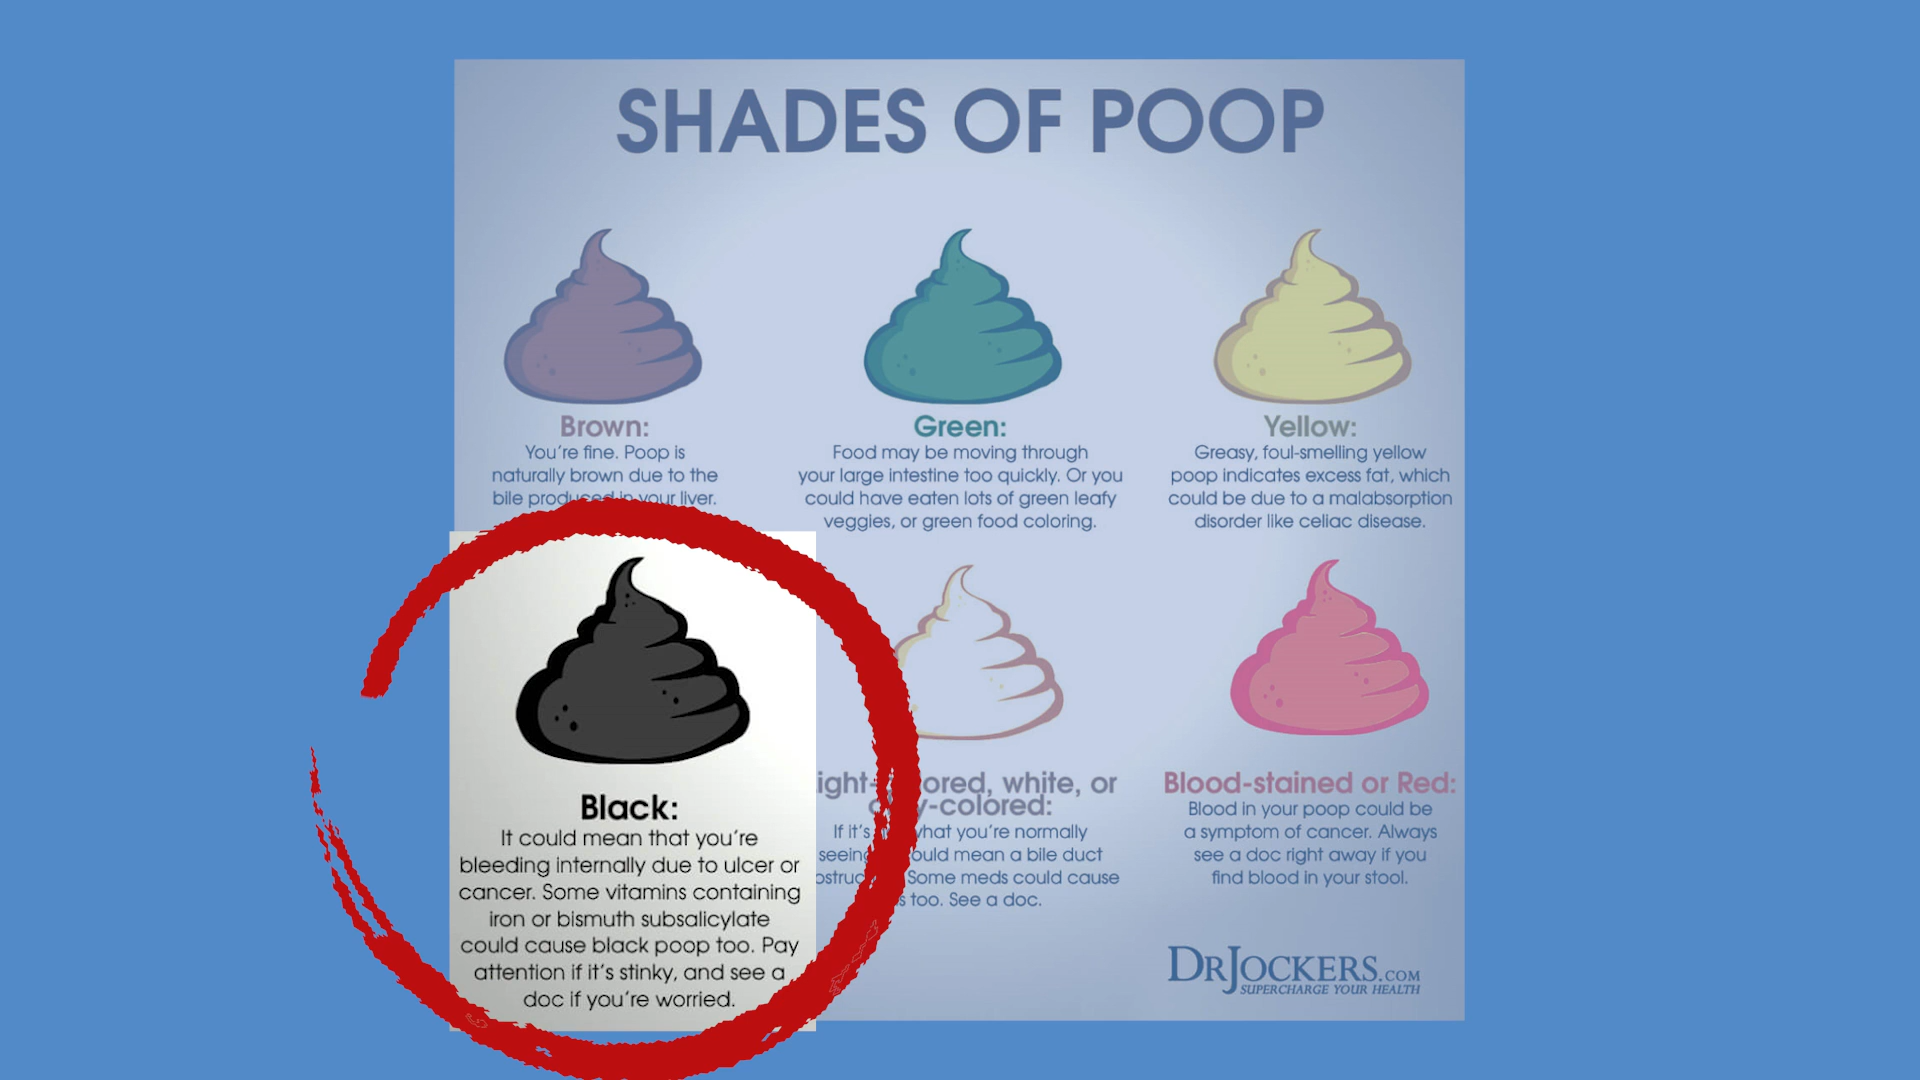 SHADES OF POOP
Brown:
You're fine. Poop is
naturally brown due to the
bile produced in your liver.
Green:
Food may be moving through
your large intestine too quickly. Or you
could have eaten lots of green leafy
veggies, or green food coloring.
Yellow:
Greasy, foul-smelling yellow
poop indicates excess fat, which
could be due to a malabsorption
disorder like celiac disease.
Black:
It could mean that you're
bleeding internally due to ulcer or
cancer. Some vitamins containing
iron or bismuth subsalicylate
could cause black poop too. Pay
attention if it's stinky, and see a
doc if you're worried.
white, or
If it's what you're normally
mean a bile duct
Some meds could cause
too. See a doc.
Blood-stained or Red:
Blood in your poop could be
a symptom of cancer. Always
see a doc right away if you
find blood in your stool.
DRJOCKERS.COM
SUPERCHARGE YOUR HEALTH